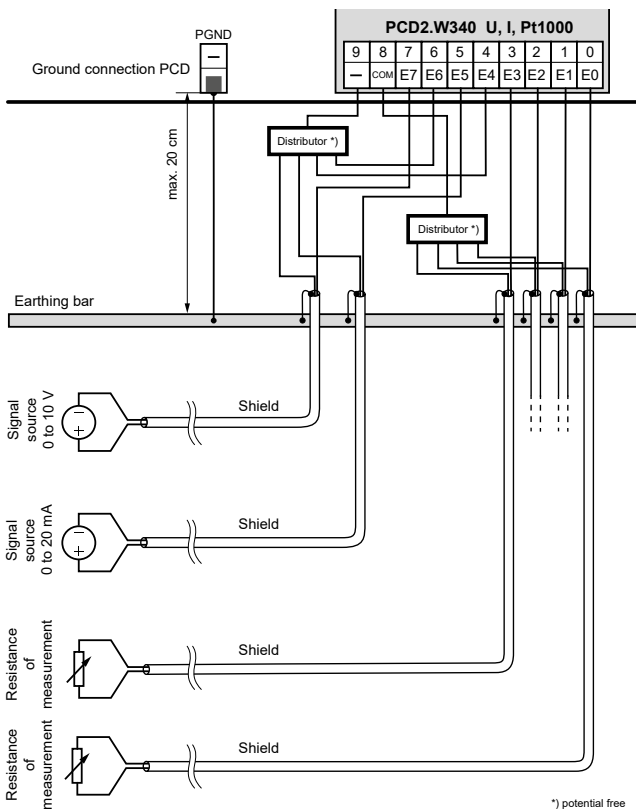 PCD2.W340 U, I, Pt1000
PGND
–
Ground connection PCD
9 8 7 6 5 4 3 2 1 0
– COM E7 E6 E5 E4 E3 E2 E1 E0
max. 20 cm
Distributor *)
Distributor *)
Earthing bar
Signal
source
0 to 10 V
– +
Shield
Signal
source
0 to 20 mA
– +
Shield
Resistance
of
measurement
Shield
Resistance
of
measurement
Shield
*) potential free